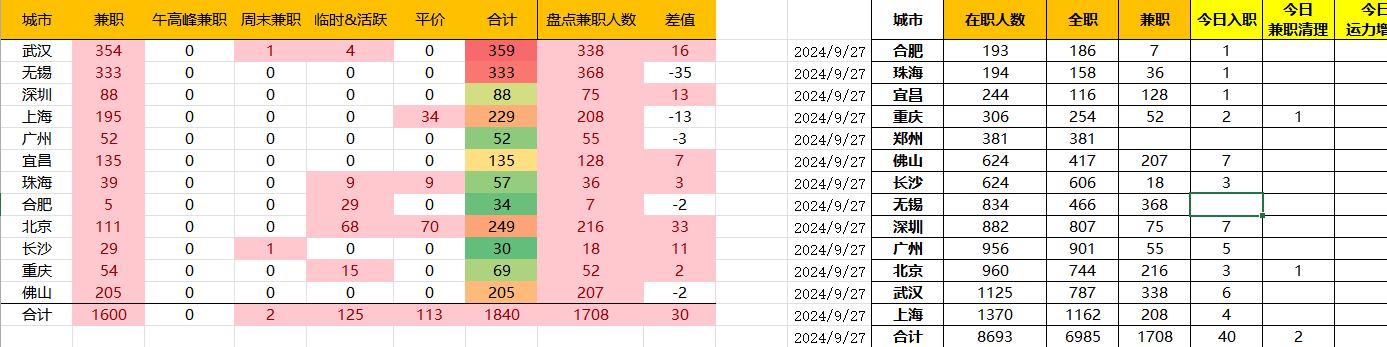 城市 兼职 午高峰兼职 周末兼职 临时&活跃 平价 合计 盘点兼职人数 差值
武汉 354 0 1 4 0 359 338 16
无锡 333 0 0 0 0 333 368 -35
深圳 88 0 0 0 0 88 75 13
上海 195 0 0 0 34 229 208 -13
广州 52 0 0 0 0 52 55 -3
宜昌 135 0 0 0 0 135 128 7
珠海 39 0 0 9 9 57 36 3
合肥 5 0 0 29 0 34 7 -2
北京 111 0 0 68 70 249 216 33
长沙 29 0 1 0 0 30 18 11
重庆 54 0 0 15 0 69 52 2
佛山 205 0 0 0 0 205 207 -2
合计 1600 0 2 125 113 1840 1708 30
城市 在职人数 全职 兼职 今日入职 今日 今日
兼职清理 运力增
2024/9/27 合肥 193 186 7 1
2024/9/27 珠海 194 158 36 1
2024/9/27 宜昌 244 116 128 1
2024/9/27 重庆 306 254 52 2 1
2024/9/27 郑州 381 381
2024/9/27 佛山 624 417 207 7
2024/9/27 长沙 624 606 18 3
2024/9/27 无锡 834 466 368
2024/9/27 深圳 882 807 75 7
2024/9/27 广州 956 901 55 5
2024/9/27 北京 960 744 216 3 1
2024/9/27 武汉 1125 787 338 6
2024/9/27 上海 1370 1162 208 4
2024/9/27 合计 8693 6985 1708 40 2